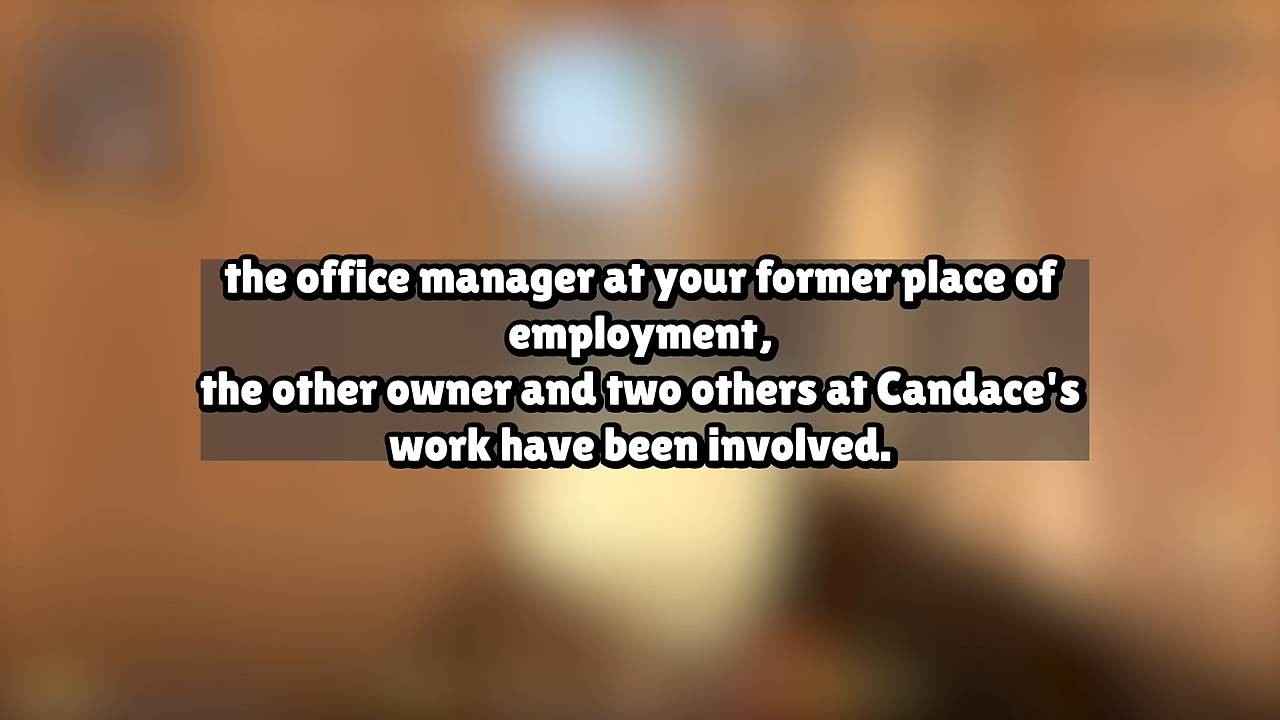 the office manager at your former place of
employment,
the other owner and two others at Candace's
work have been involved.